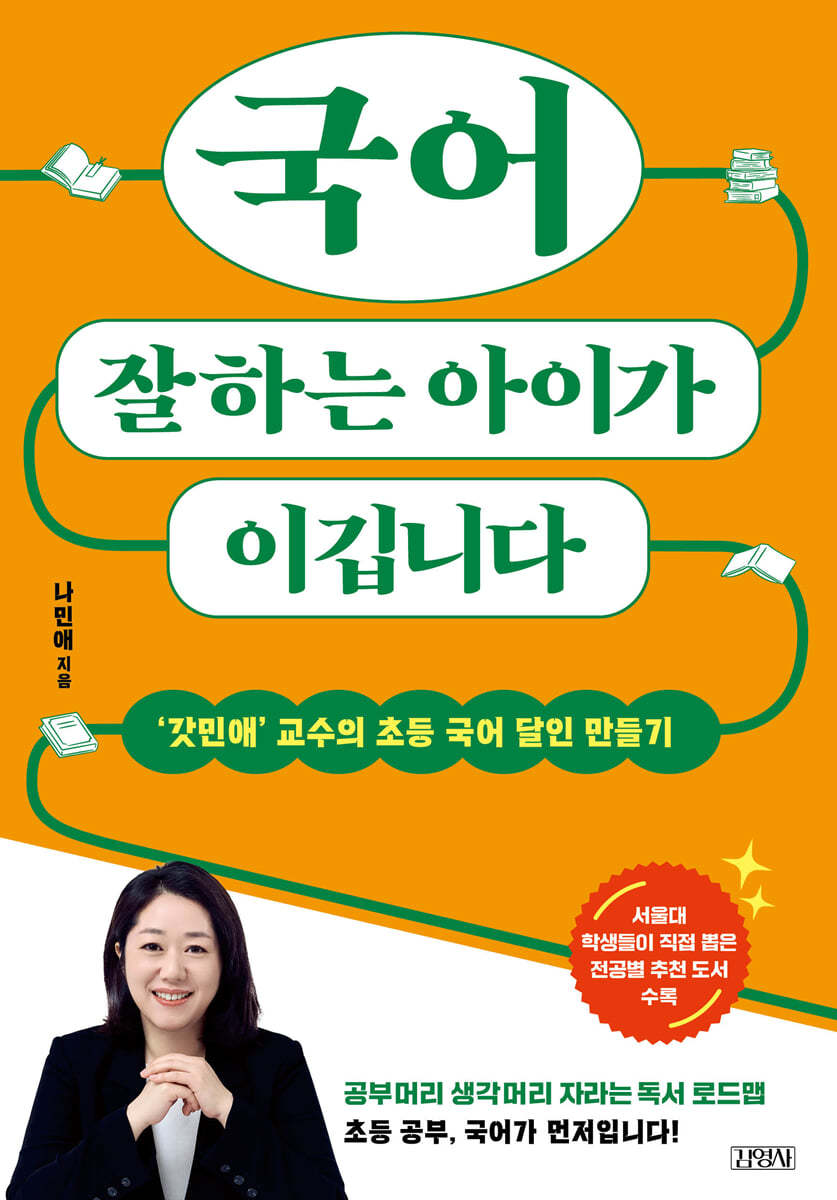 국어
잘하는 아이가
이깁니다
나민애 지음
‘갓민애’ 교수의 초등 국어 달인 만들기
서울대
학생들이 직접 뽑은
전공별 추천 도서
수록
공부머리 생각머리 자라는 독서 로드맵
초등 공부, 국어가 먼저입니다!
김영사